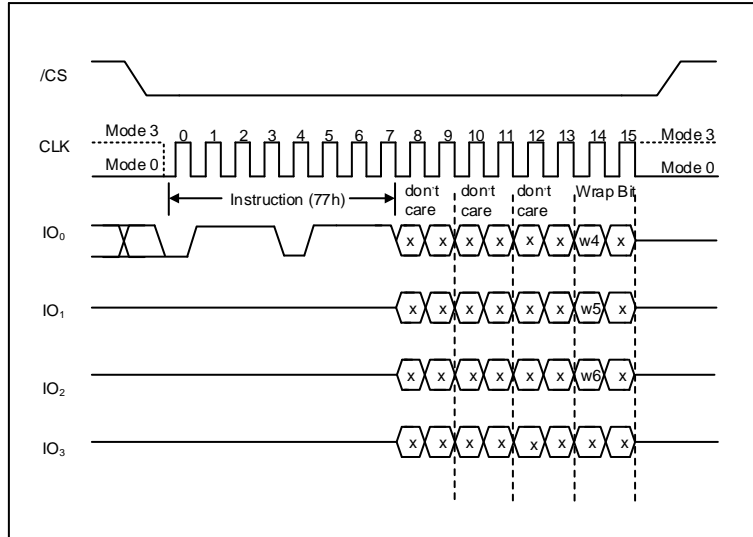 /CS
Mode 3 0 1 2 3 4 5 6 7 8 9 10 11 12 13 14 15 Mode 3
CLK
Mode 0 Mode 0
Instruction (77h) don't care don't care don't care Wrap Bit
IO0 x x x x x x w4 x
IO1 x x x x x x w5 x
IO2 x x x x x x w6 x
IO3 x x x x x x x x